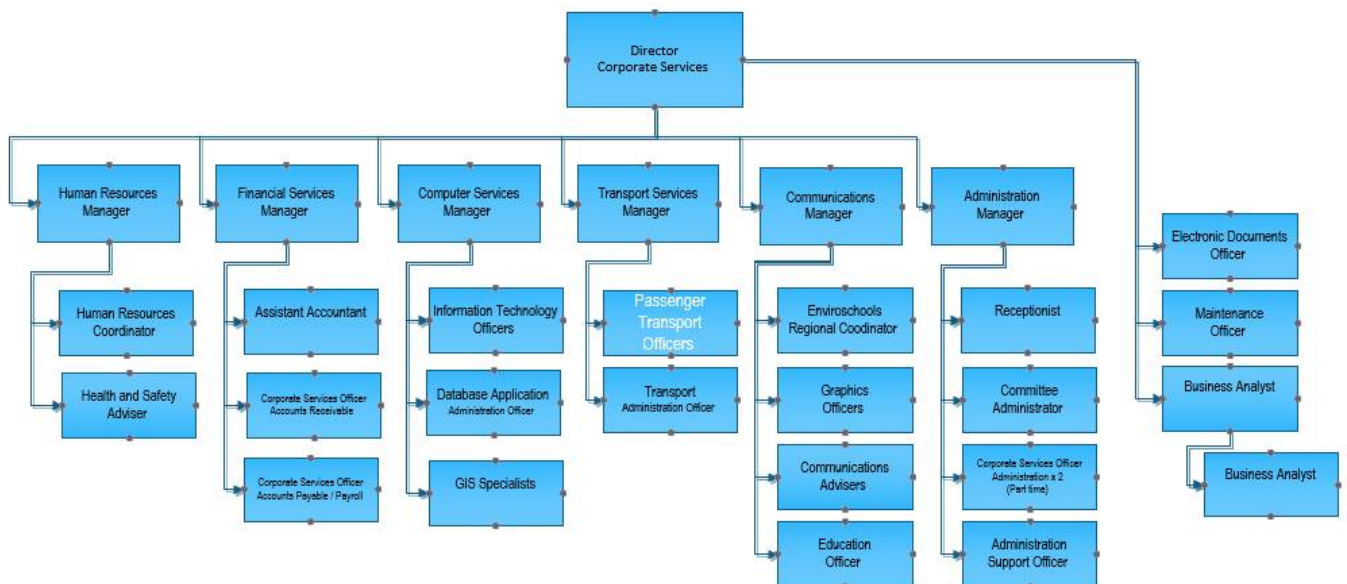 Director
Corporate Services
Human Resources
Manager
Financial Services
Manager
Computer Services
Manager
Transport Services
Manager
Communications
Manager
Administration
Manager
Electronic Documents
Officer
Human Resources
Coordinator
Assistant Accountant
Information Technology
Officers
Passenger
Transport
Officers
Enviroschools
Regional Coodinator
Receptionist
Maintenance
Officer
Health and Safety
Adviser
Corporate Services Officer
Accounts Receivable
Database Application
Administration Officer
Transport
Administration Officer
Graphics
Officers
Committee
Administrator
Business Analyst
Corporate Services Officer
Accounts Payable / Payroll
GIS Specialists
Communications
Advisers
Corporate Services Officer
Administration x 2
(Part time)
Business Analyst
Education
Officer
Administration
Support Officer